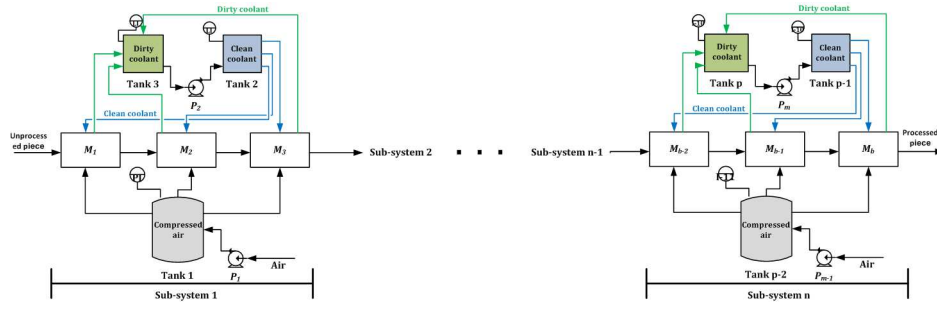 Dirty coolant
Dirty
coolant
Clean
coolant
Tank 3
Tank 2
P2
Clean coolant
Unprocess
ed piece
M1
M2
M3
Sub-system 2
PT
Compressed
air
Tank 1
P1
Air
Sub-system 1
. . .
Dirty coolant
Dirty
coolant
Clean
coolant
Tank p
Tank p-1
Pm
Clean coolant
Sub-system n-1
Mb-2
Mb-1
Mb
Processed
piece
Compressed
air
Tank p-2
Pm-1
Air
Sub-system n